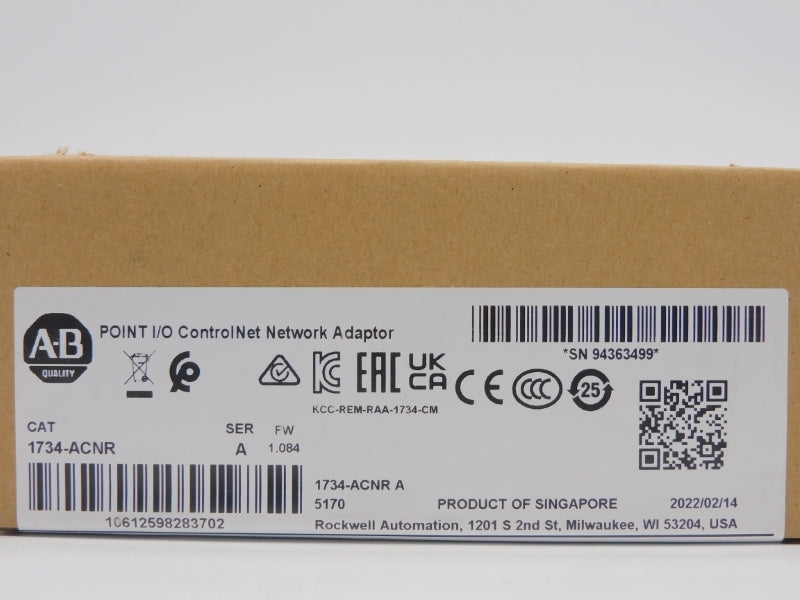 A-B
QUALITY
POINT I/O ControlNet Network Adaptor
*SN 94363499*
EAC
UK
CA
CE
CCC
25
KCC-REM-RAA-1734-CM
CAT SER FW
1734-ACNR A 1.084
10612598283702
1734-ACNR A
5170 PRODUCT OF SINGAPORE 2022/02/14
Rockwell Automation, 1201 S 2nd St, Milwaukee, WI 53204, USA